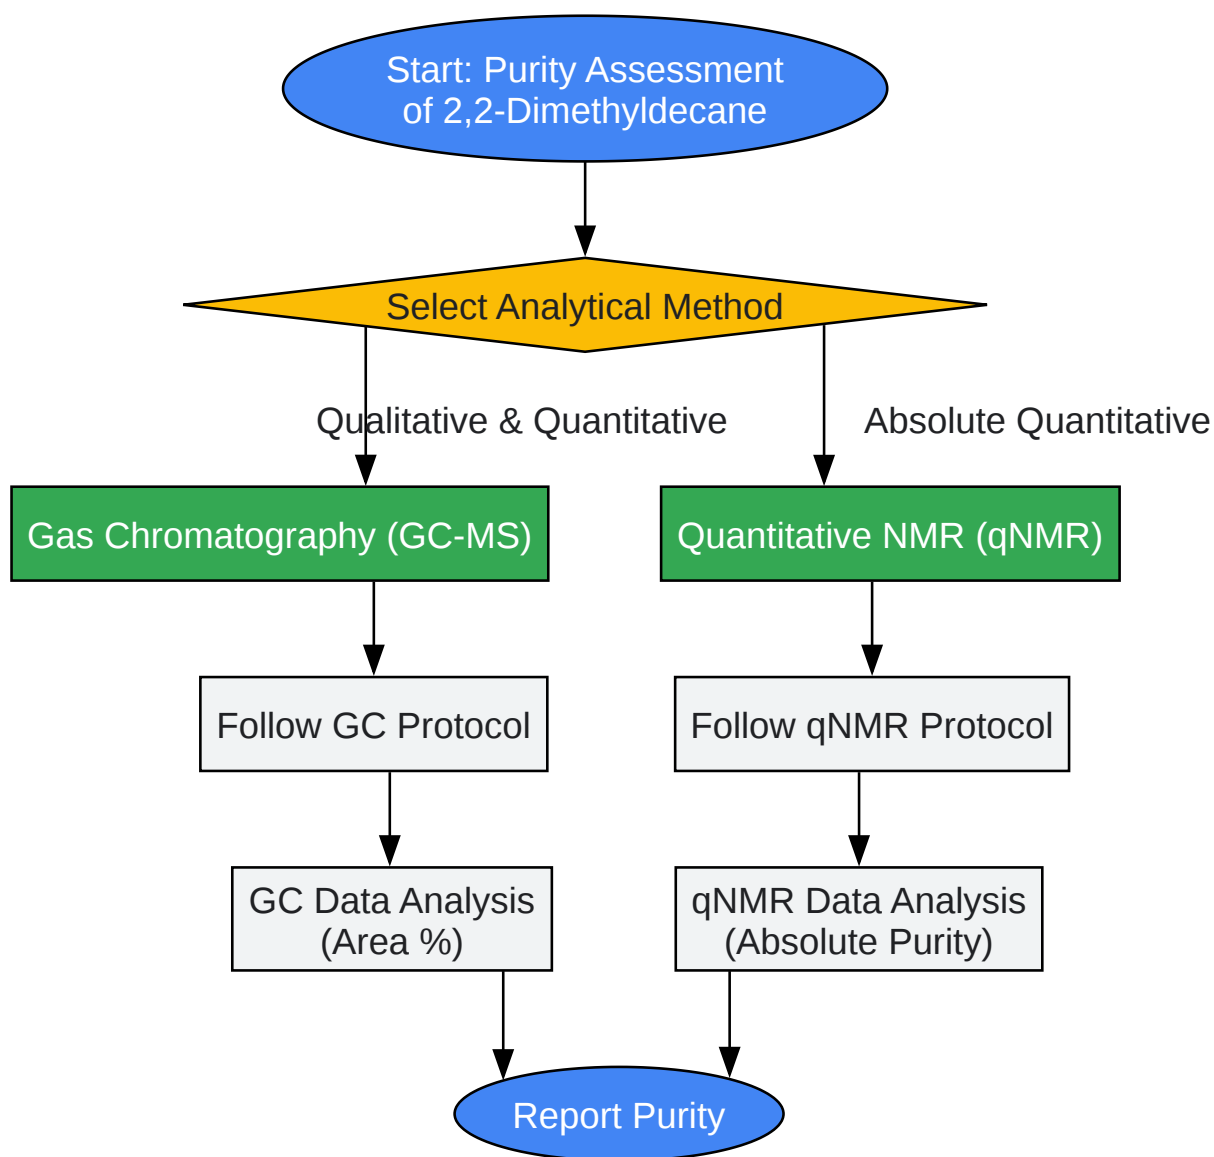 Start: Purity Assessment
of 2,2-Dimethyldecane
Select Analytical Method
Qualitative & Quantitative
Absolute Quantitative
Gas Chromatography (GC-MS)
Quantitative NMR (qNMR)
Follow GC Protocol
Follow qNMR Protocol
GC Data Analysis
(Area %)
qNMR Data Analysis
(Absolute Purity)
Report Purity